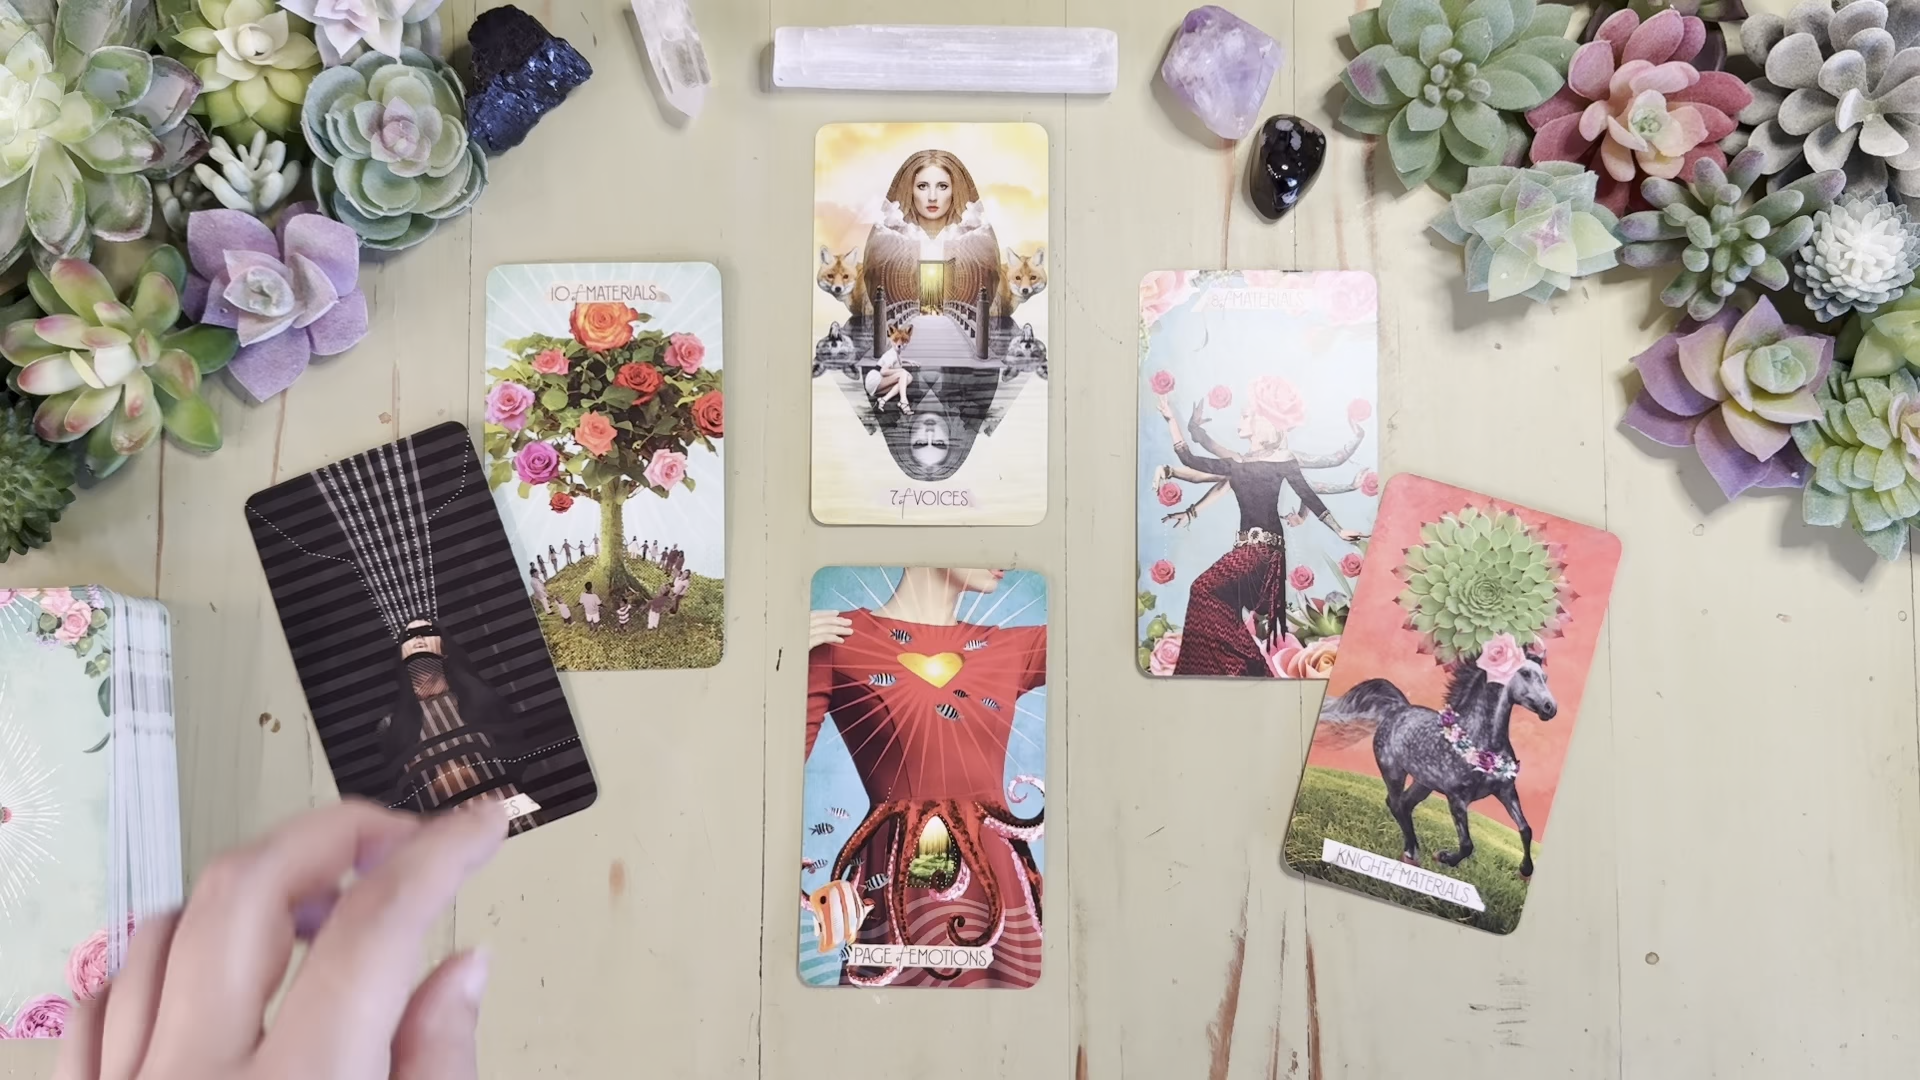 10 of MATERIALS
7 of VOICES
8 of MATERIALS
PAGE of EMOTIONS
KNIGHT of MATERIALS